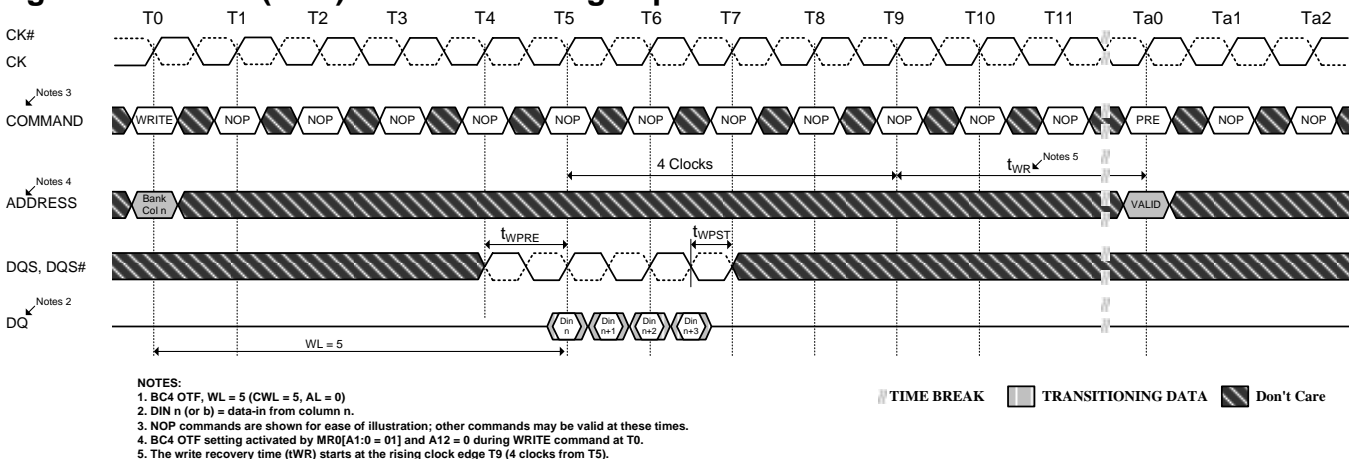 T0 T1 T2 T3 T4 T5 T6 T7 T8 T9 T10 T11 Ta0 Ta1 Ta2
CK#
CK
Notes 3
COMMAND WRITE NOP NOP NOP NOP NOP NOP NOP NOP NOP NOP NOP PRE NOP NOP
4 Clocks tWR Notes 5
Notes 4
ADDRESS Bank Col n VALID
tWPRE tWPST
DQS, DQS#
Notes 2
DQ Din n Din n+1 Din n+2 Din n+3
WL = 5
NOTES:
1. BC4 OTF, WL = 5 (CWL = 5, AL = 0)
2. DIN n (or b) = data-in from column n.
3. NOP commands are shown for ease of illustration; other commands may be valid at these times.
4. BC4 OTF setting activated by MR0[A1:0 = 01] and A12 = 0 during WRITE command at T0.
5. The write recovery time (tWR) starts at the rising clock edge T9 (4 clocks from T5).
TIME BREAK TRANSITIONING DATA Don't Care